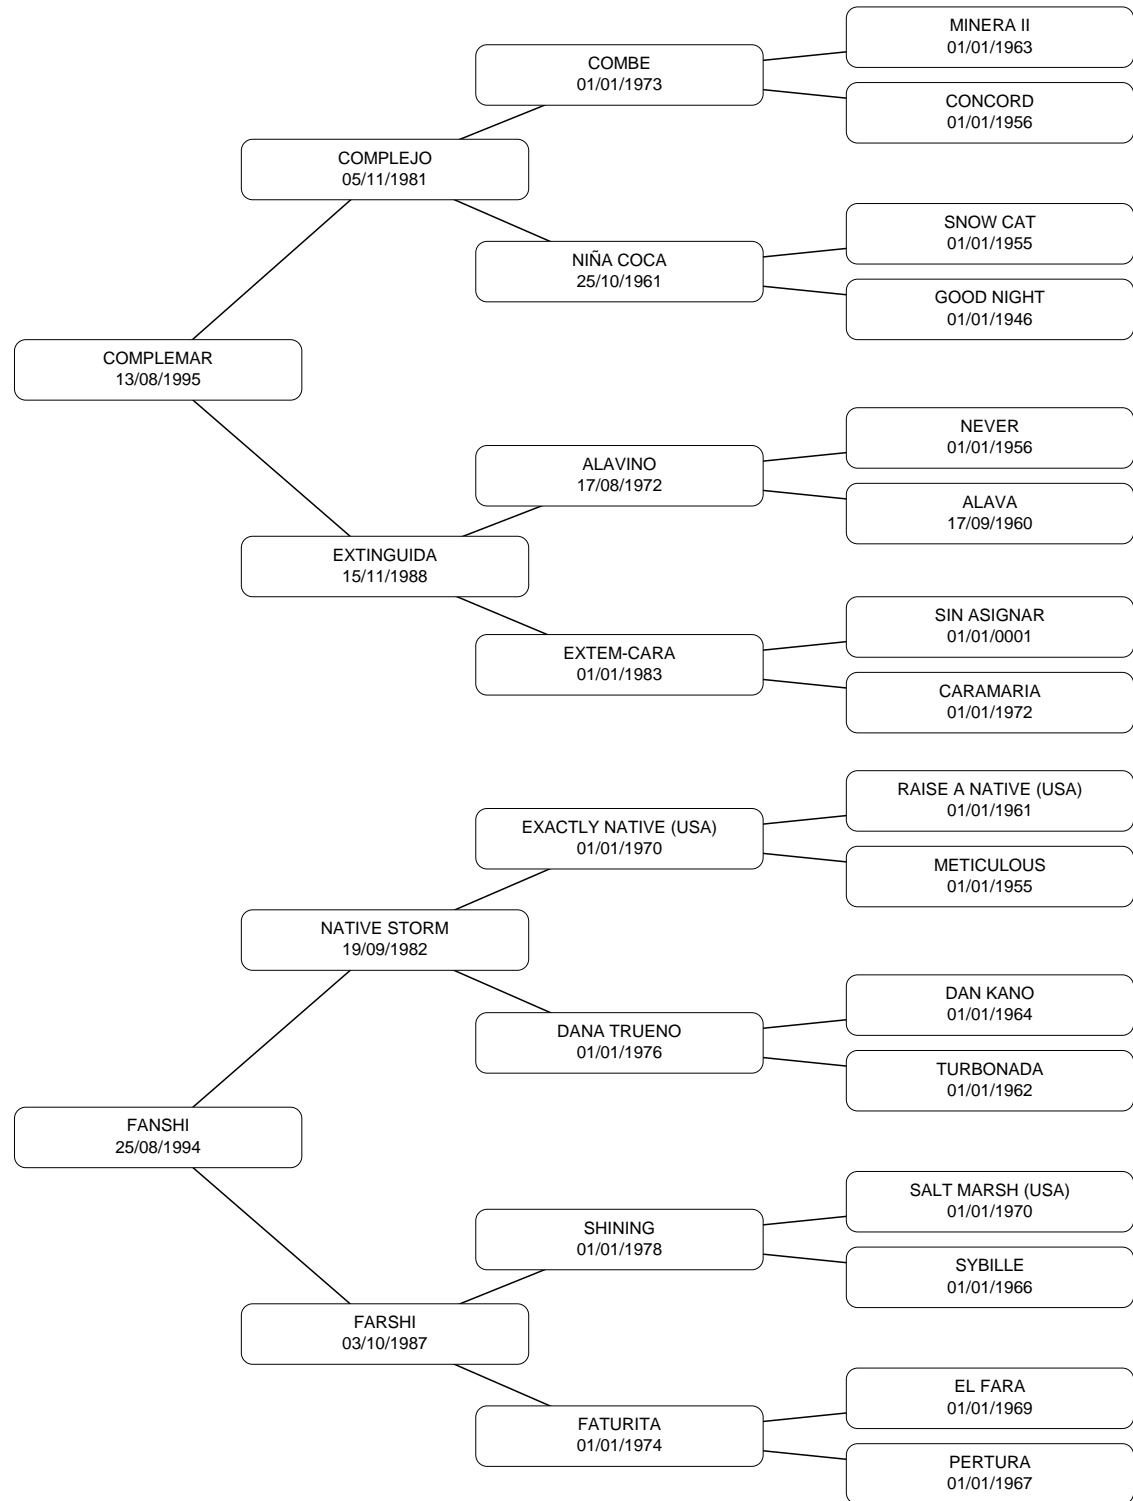 MINERA II
01/01/1963
COMBE
01/01/1973
CONCORD
01/01/1956
COMPLEJO
05/11/1981
SNOW CAT
01/01/1955
NIÑA COCA
25/10/1961
GOOD NIGHT
01/01/1946
COMPLEMAR
13/08/1995
NEVER
01/01/1956
ALAVINO
17/08/1972
ALAVA
17/09/1960
EXTINGUIDA
15/11/1988
SIN ASIGNAR
01/01/0001
EXTEM-CARA
01/01/1983
CARAMARIA
01/01/1972
RAISE A NATIVE (USA)
01/01/1961
EXACTLY NATIVE (USA)
01/01/1970
METICULOUS
01/01/1955
NATIVE STORM
19/09/1982
DAN KANO
01/01/1964
DANA TRUENO
01/01/1976
TURBONADA
01/01/1962
FANSHI
25/08/1994
SALT MARSH (USA)
01/01/1970
SHINING
01/01/1978
SYBILLE
01/01/1966
FARSHI
03/10/1987
EL FARA
01/01/1969
FATURITA
01/01/1974
PERTURA
01/01/1967